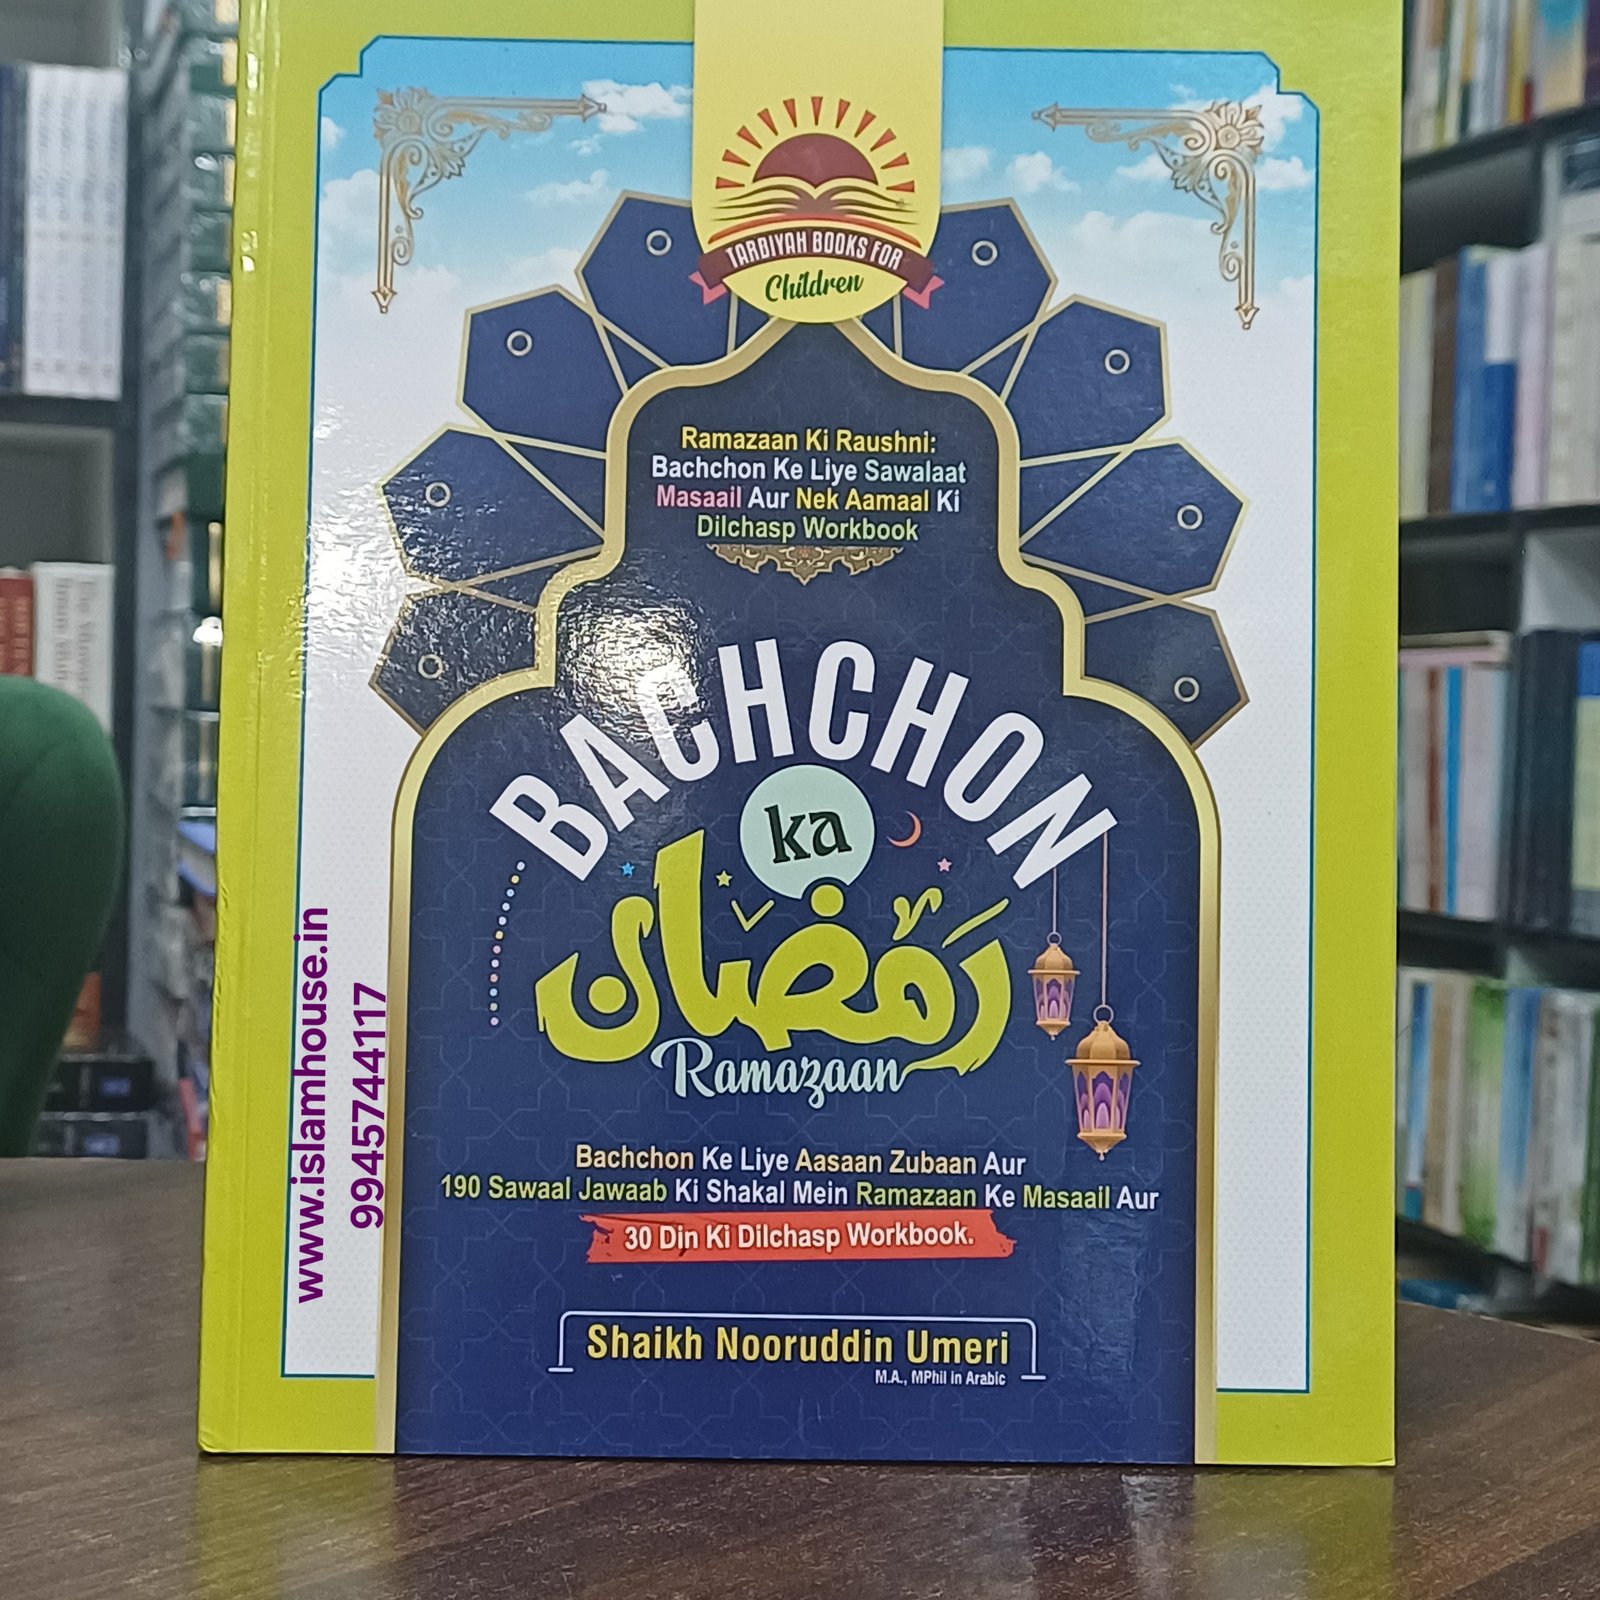 TARBIYAH BOOKS FOR
Children
Ramazaan Ki Raushni:
Bachchon Ke Liye Sawalaat
Masaail Aur Nek Aamaal Ki
Dilchasp Workbook
BACHCHON
ka
رَمَضان
Ramazaan
Bachchon Ke Liye Aasaan Zubaan Aur
190 Sawaal Jawaab Ki Shakal Mein Ramazaan Ke Masaail Aur
30 Din Ki Dilchasp Workbook.
Shaikh Nooruddin Umeri
M.A., MPhil in Arabic
www.islamhouse.in
9945744117